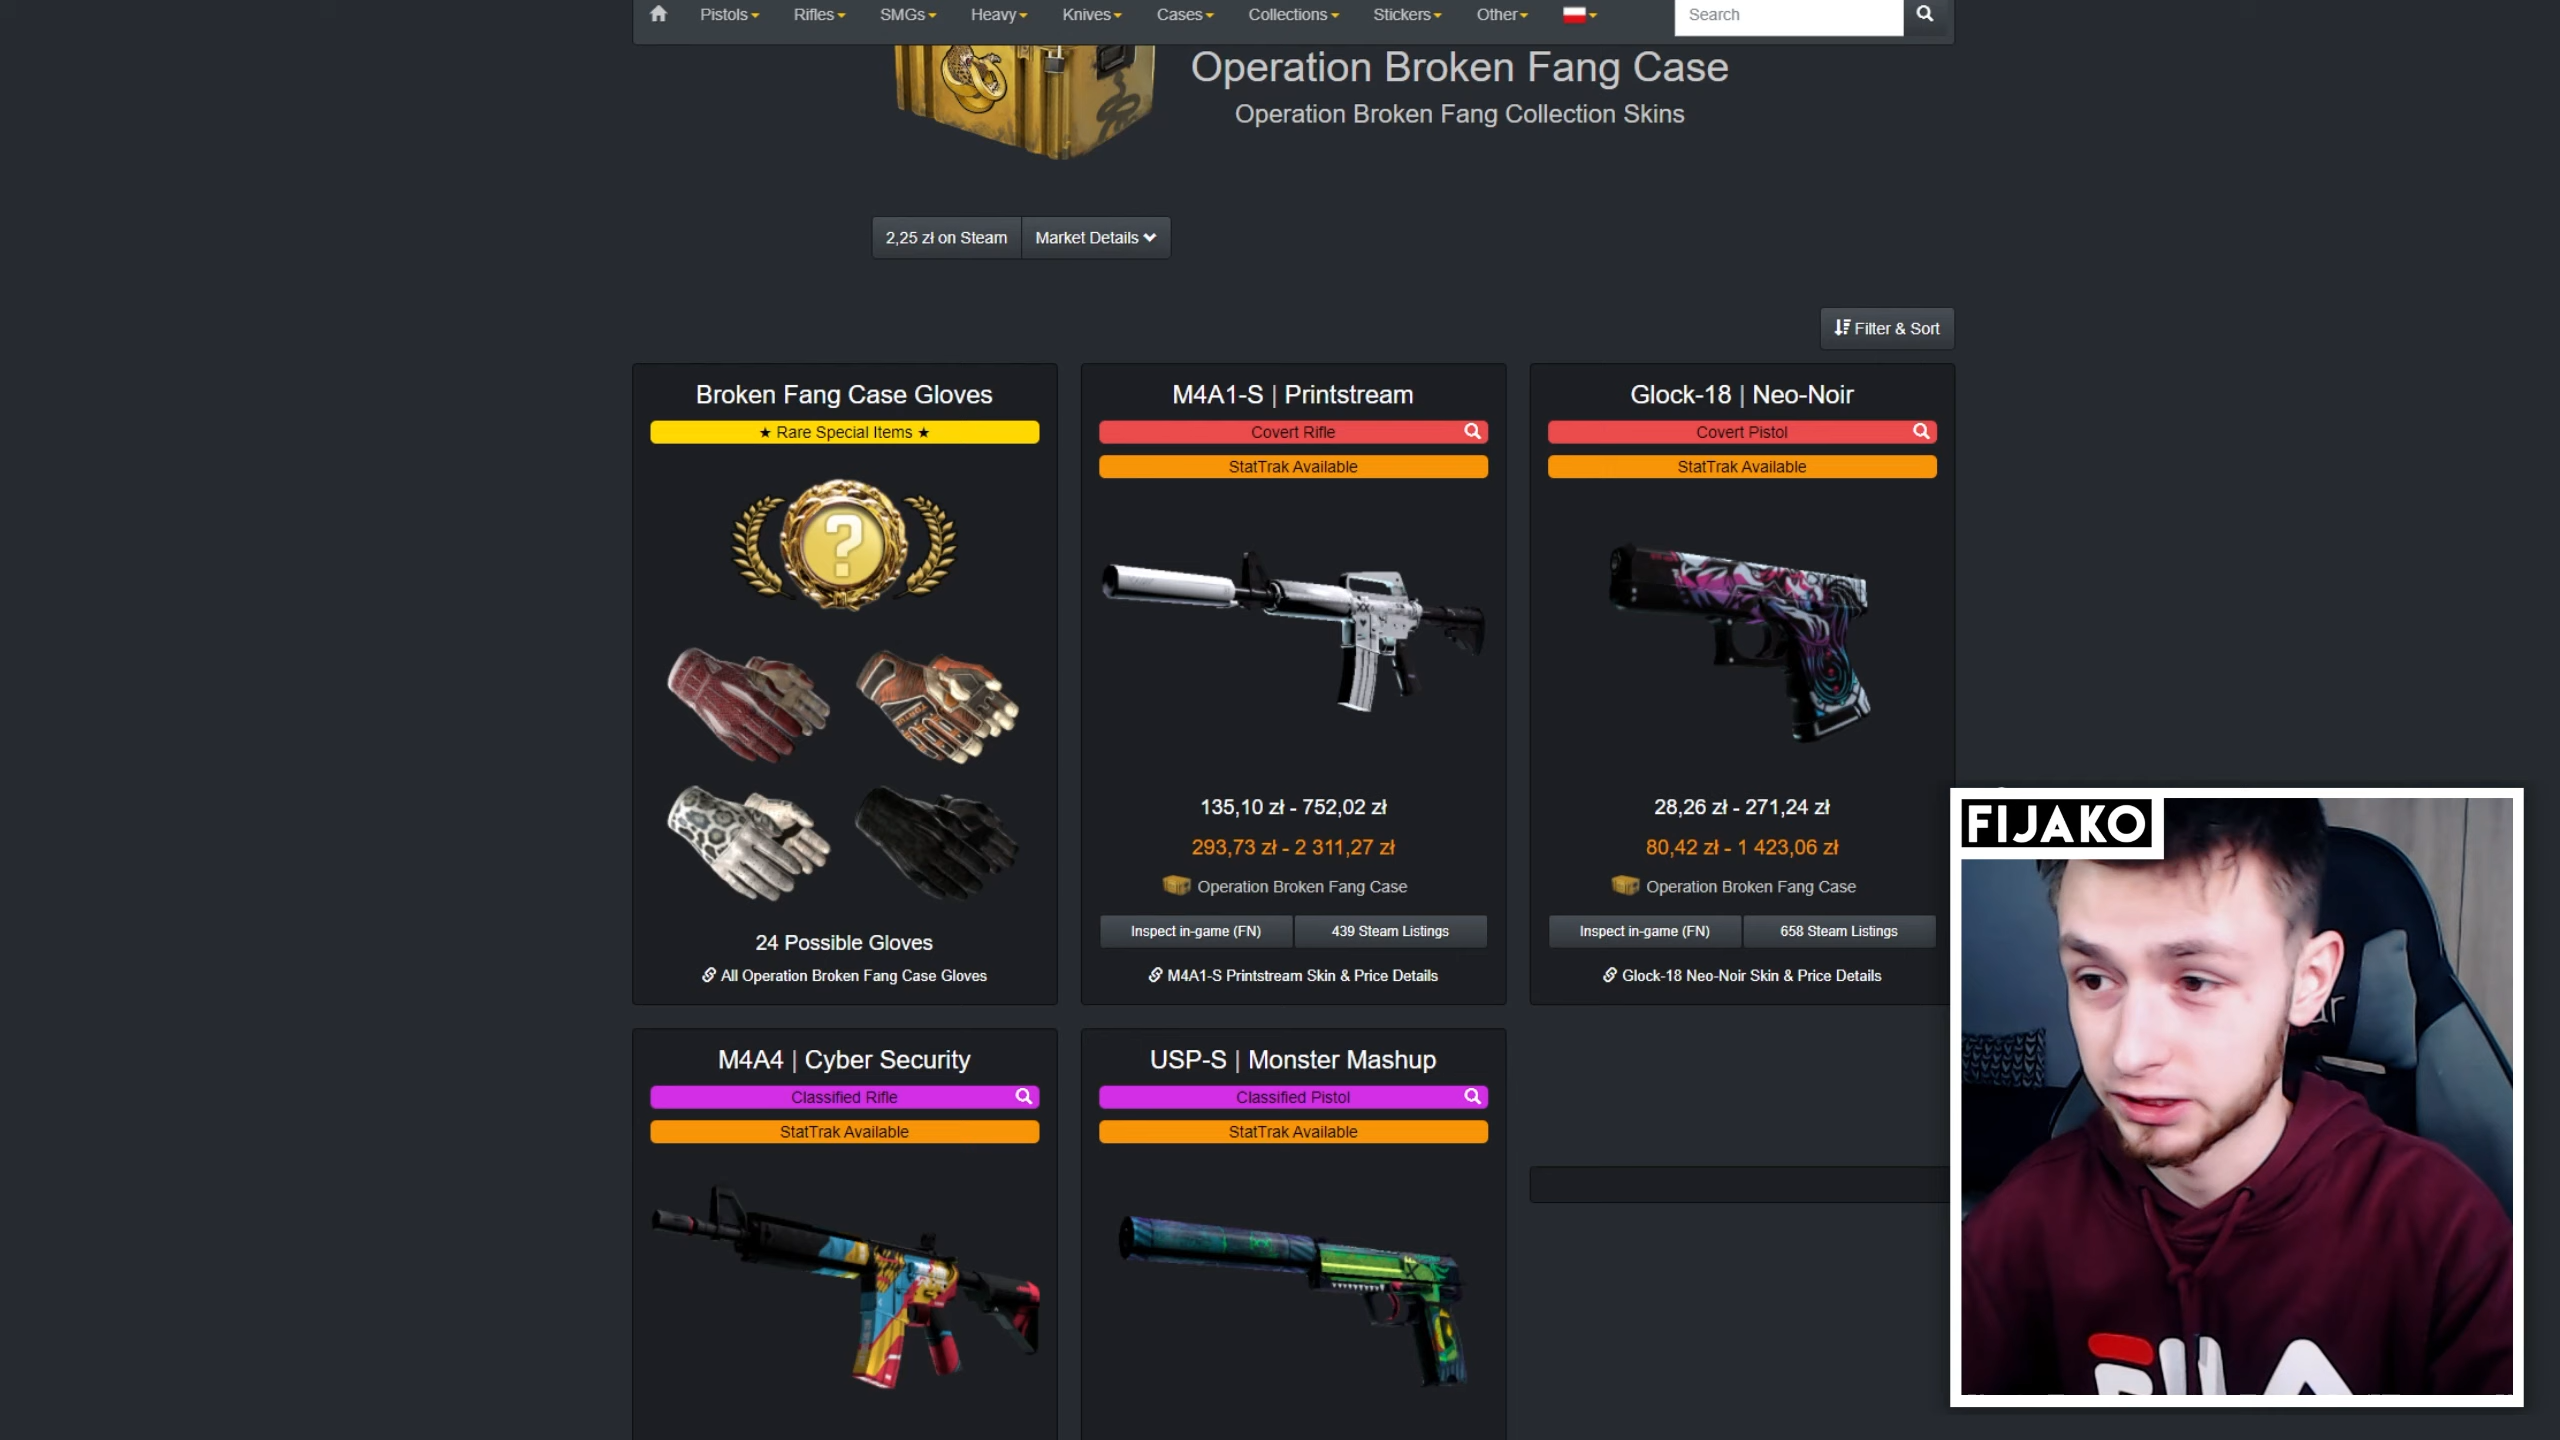 Pistols Rifles SMGs Heavy Knives Cases Collections Stickers Other Search
Operation Broken Fang Case
Operation Broken Fang Collection Skins
2,25 zł on Steam Market Details
Filter & Sort
Broken Fang Case Gloves
★ Rare Special Items ★
24 Possible Gloves
All Operation Broken Fang Case Gloves
M4A1-S | Printstream
Covert Rifle
StatTrak Available
135,10 zł - 752,02 zł
293,73 zł - 2 311,27 zł
Operation Broken Fang Case
Inspect in-game (FN) 439 Steam Listings
M4A1-S Printstream Skin & Price Details
Glock-18 | Neo-Noir
Covert Pistol
StatTrak Available
28,26 zł - 271,24 zł
80,42 zł - 1 423,06 zł
Operation Broken Fang Case
Inspect in-game (FN) 658 Steam Listings
Glock-18 Neo-Noir Skin & Price Details
M4A4 | Cyber Security
Classified Rifle
StatTrak Available
USP-S | Monster Mashup
Classified Pistol
StatTrak Available
FIJAKO
FILA